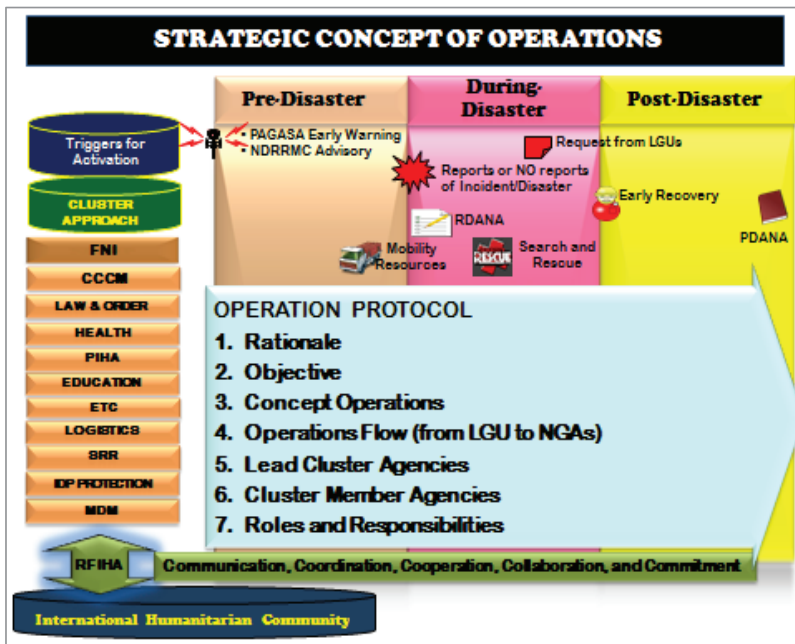 STRATEGIC CONCEPT OF OPERATIONS
Pre-Disaster
During-
Disaster
Post-Disaster
Triggers for
Activation
▪ PAGASA Early Warning
▪ NDRRMC Advisory
Request from LGUs
Reports or NO reports
of Incident/Disaster
Early Recovery
RDANA
PDANA
Mobility
Resources
RESCUE
Search and
Rescue
CLUSTER
APPROACH
FNI
CCCM
LAW & ORDER
HEALTH
PIHA
EDUCATION
ETC
LOGISTICS
SRR
IDP PROTECTION
MDM
OPERATION PROTOCOL
1. Rationale
2. Objective
3. Concept Operations
4. Operations Flow (from LGU to NGAs)
5. Lead Cluster Agencies
6. Cluster Member Agencies
7. Roles and Responsibilities
RFIHA
Communication, Coordination, Cooperation, Collaboration, and Commitment
International Humanitarian Community